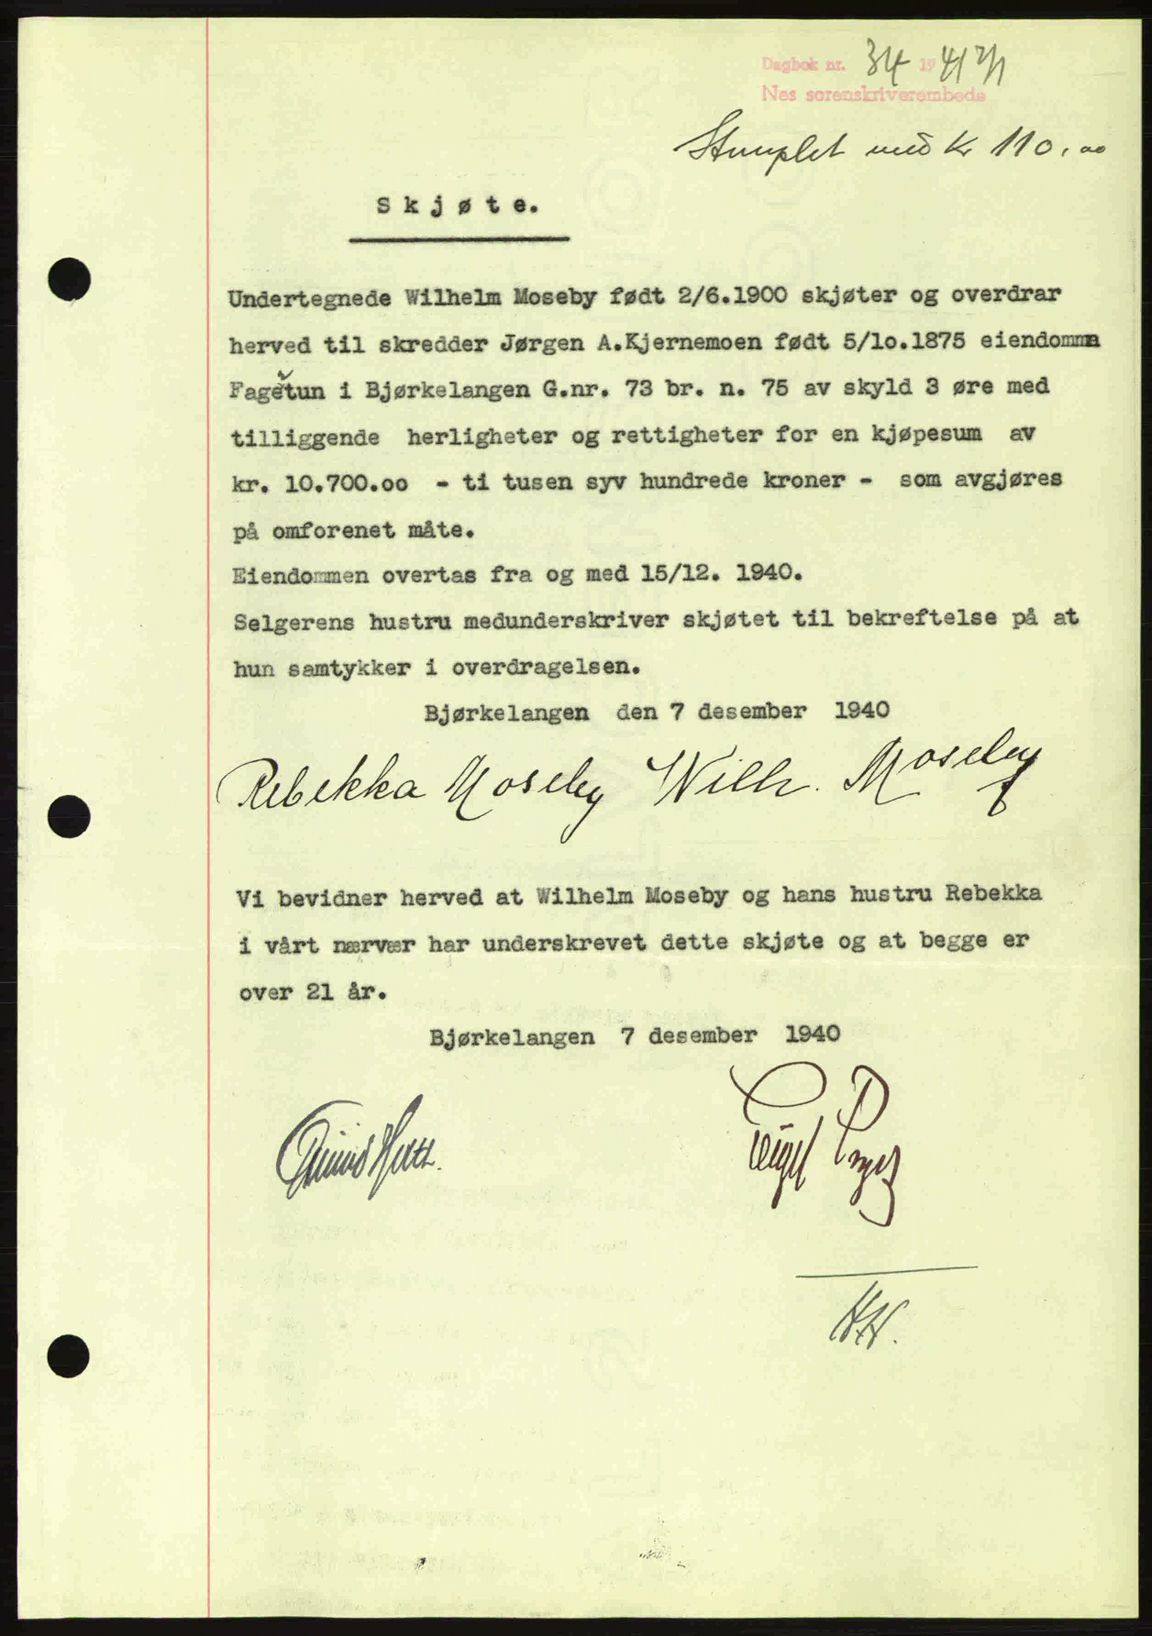 Dagbok nr. 34 1941 2/1
Nes sorenskriverembede
Stemplet med kr 110,00
Skjøte.
Undertegnede Wilhelm Moseby født 2/6.1900 skjøter og overdrar
herved til skredder Jørgen A.Kjernemoen født 5/10.1875 eiendommn
Fagetun i Bjørkelangen G.nr. 73 br. n. 75 av skyld 3 øre med
tilliggende herligheter og rettigheter for en kjøpesum av
kr. 10.700.00 - ti tusen syv hundrede kroner - som avgjøres
på omforenet måte.
Eiendommen overtas fra og med 15/12. 1940.
Selgerens hustru medunderskriver skjøtet til bekreftelse på at
hun samtykker i overdragelsen.
Bjørkelangen den 7 desember 1940
Rebekka Moseby Wilh. Moseby
Vi bevidner herved at Wilhelm Moseby og hans hustru Rebekka
i vårt nærvær har underskrevet dette skjøte og at begge er
over 21 år.
Bjørkelangen 7 desember 1940
HH.